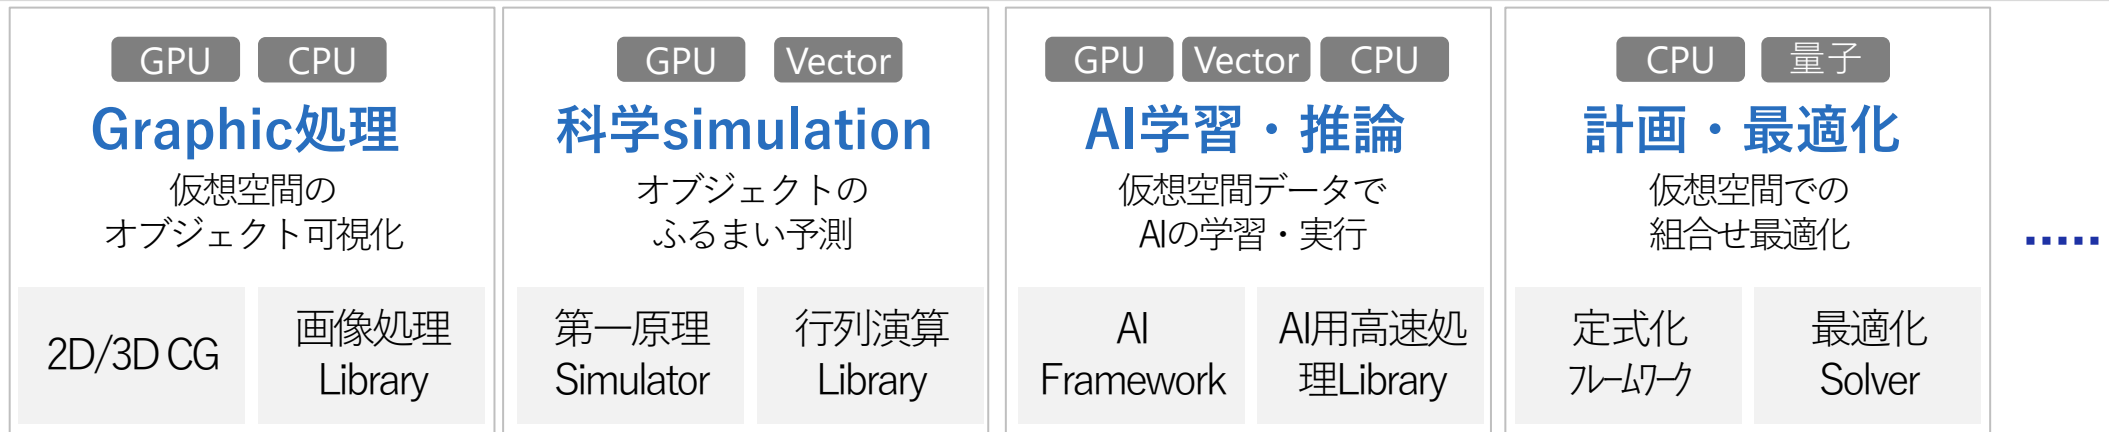 GPU CPU
Graphic処理
仮想空間の
オブジェクト可視化
2D/3D CG
画像処理
Library
GPU Vector
科学simulation
オブジェクトの
ふるまい予測
第一原理
Simulator
行列演算
Library
GPU Vector CPU
AI学習・推論
仮想空間データで
AIの学習・実行
AI
Framework
AI用高速処
理Library
CPU 量子
計画・最適化
仮想空間での
組合せ最適化
定式化
フレームワーク
最適化
Solver
.....